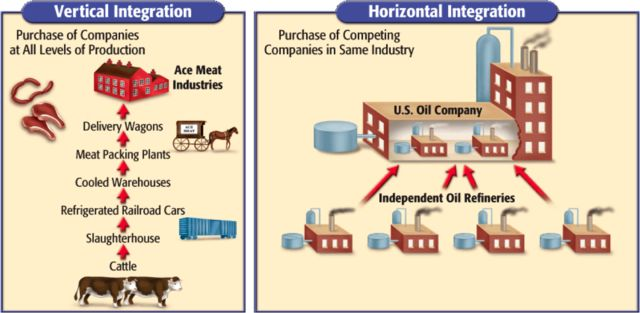 Vertical Integration
Purchase of Companies
at All Levels of Production
Ace Meat
Industries
Delivery Wagons
ACE
MEAT
Meat Packing Plants
Cooled Warehouses
Refrigerated Railroad Cars
Slaughterhouse
Cattle
Horizontal Integration
Purchase of Competing
Companies in Same Industry
U.S. Oil Company
Independent Oil Refineries